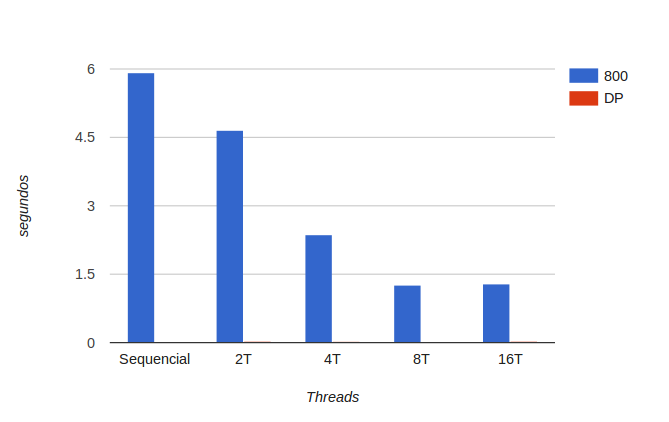 6
4.5
3
1.5
0
segundos
Sequencial
2T
4T
8T
16T
Threads
800
DP